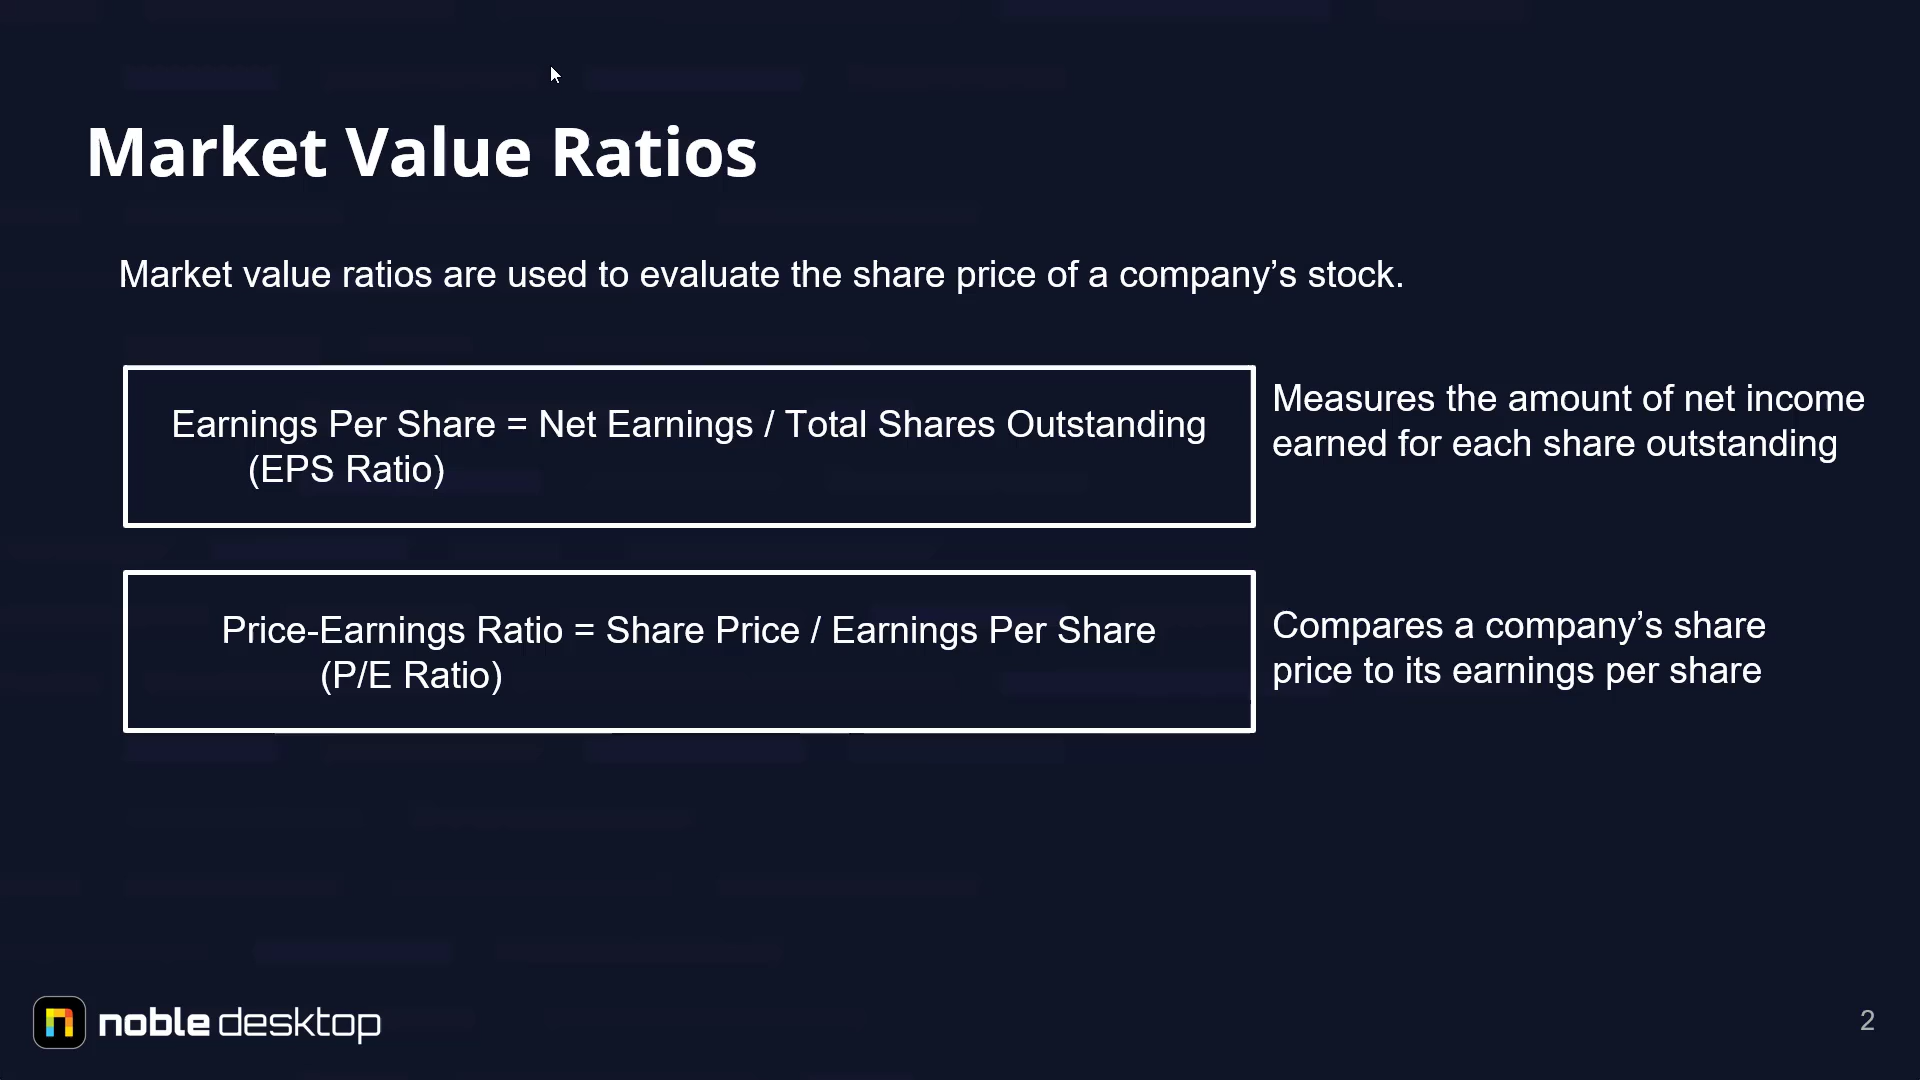 Market Value Ratios
Market value ratios are used to evaluate the share price of a company’s stock.
Earnings Per Share = Net Earnings / Total Shares Outstanding
(EPS Ratio)
Measures the amount of net income
earned for each share outstanding
Price-Earnings Ratio = Share Price / Earnings Per Share
(P/E Ratio)
Compares a company’s share
price to its earnings per share
n noble desktop
2